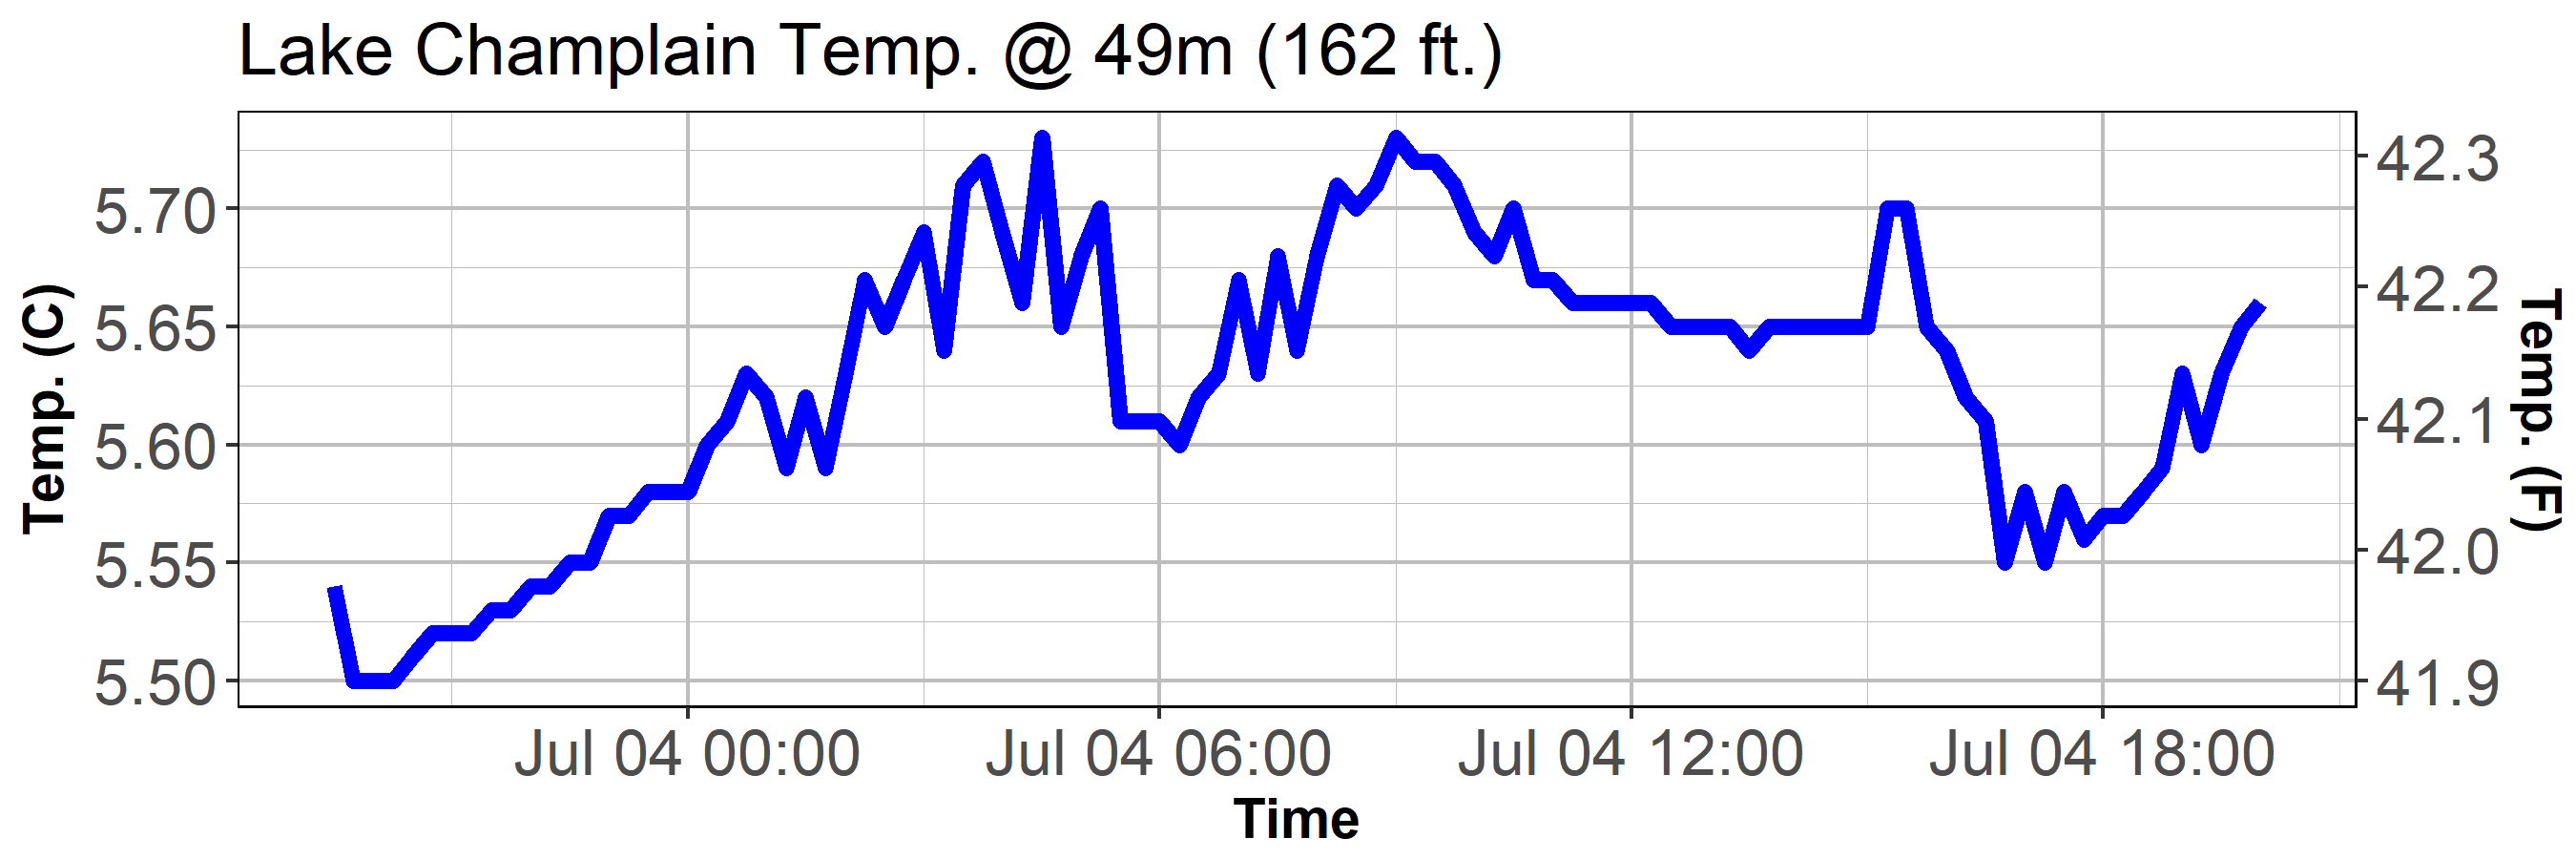 Lake Champlain Temp. @ 49m (162 ft.)
Temp. (C)
5.70
5.65
5.60
5.55
5.50
42.3
42.2
42.1
42.0
41.9
Temp. (F)
Jul 04 00:00
Jul 04 06:00
Jul 04 12:00
Jul 04 18:00
Time